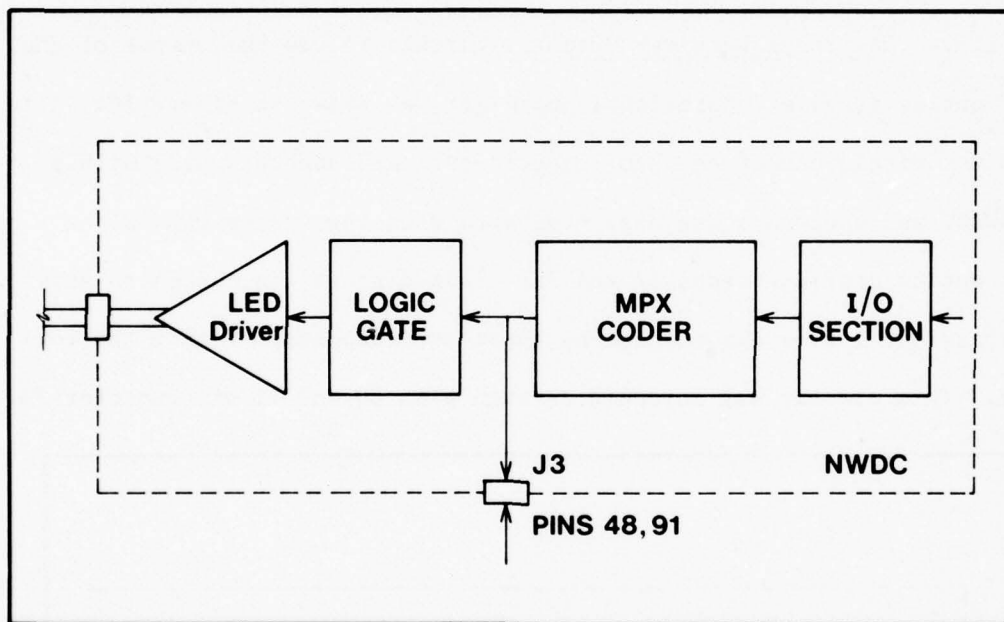 LED
Driver
LOGIC
GATE
MPX
CODER
I/O
SECTION
J3
NWDC
PINS 48, 91